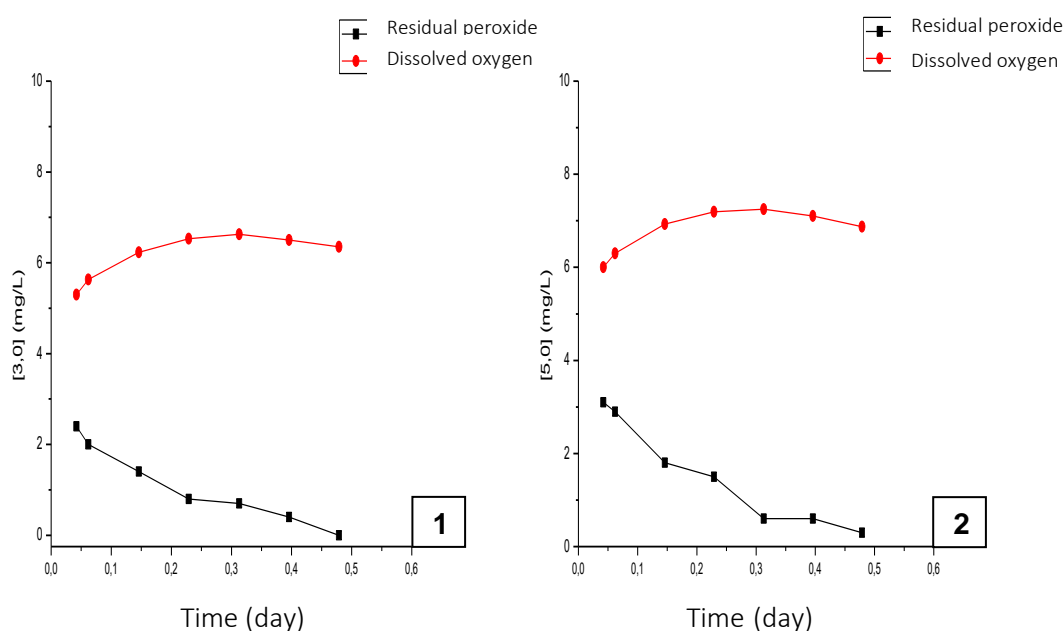 Residual peroxide
Dissolved oxygen
10
8
6
4
2
0
[3,0] (mg/L)
0,0 0,1 0,2 0,3 0,4 0,5 0,6
Time (day)
1
Residual peroxide
Dissolved oxygen
10
8
6
4
2
0
[5,0] (mg/L)
0,0 0,1 0,2 0,3 0,4 0,5 0,6
Time (day)
2